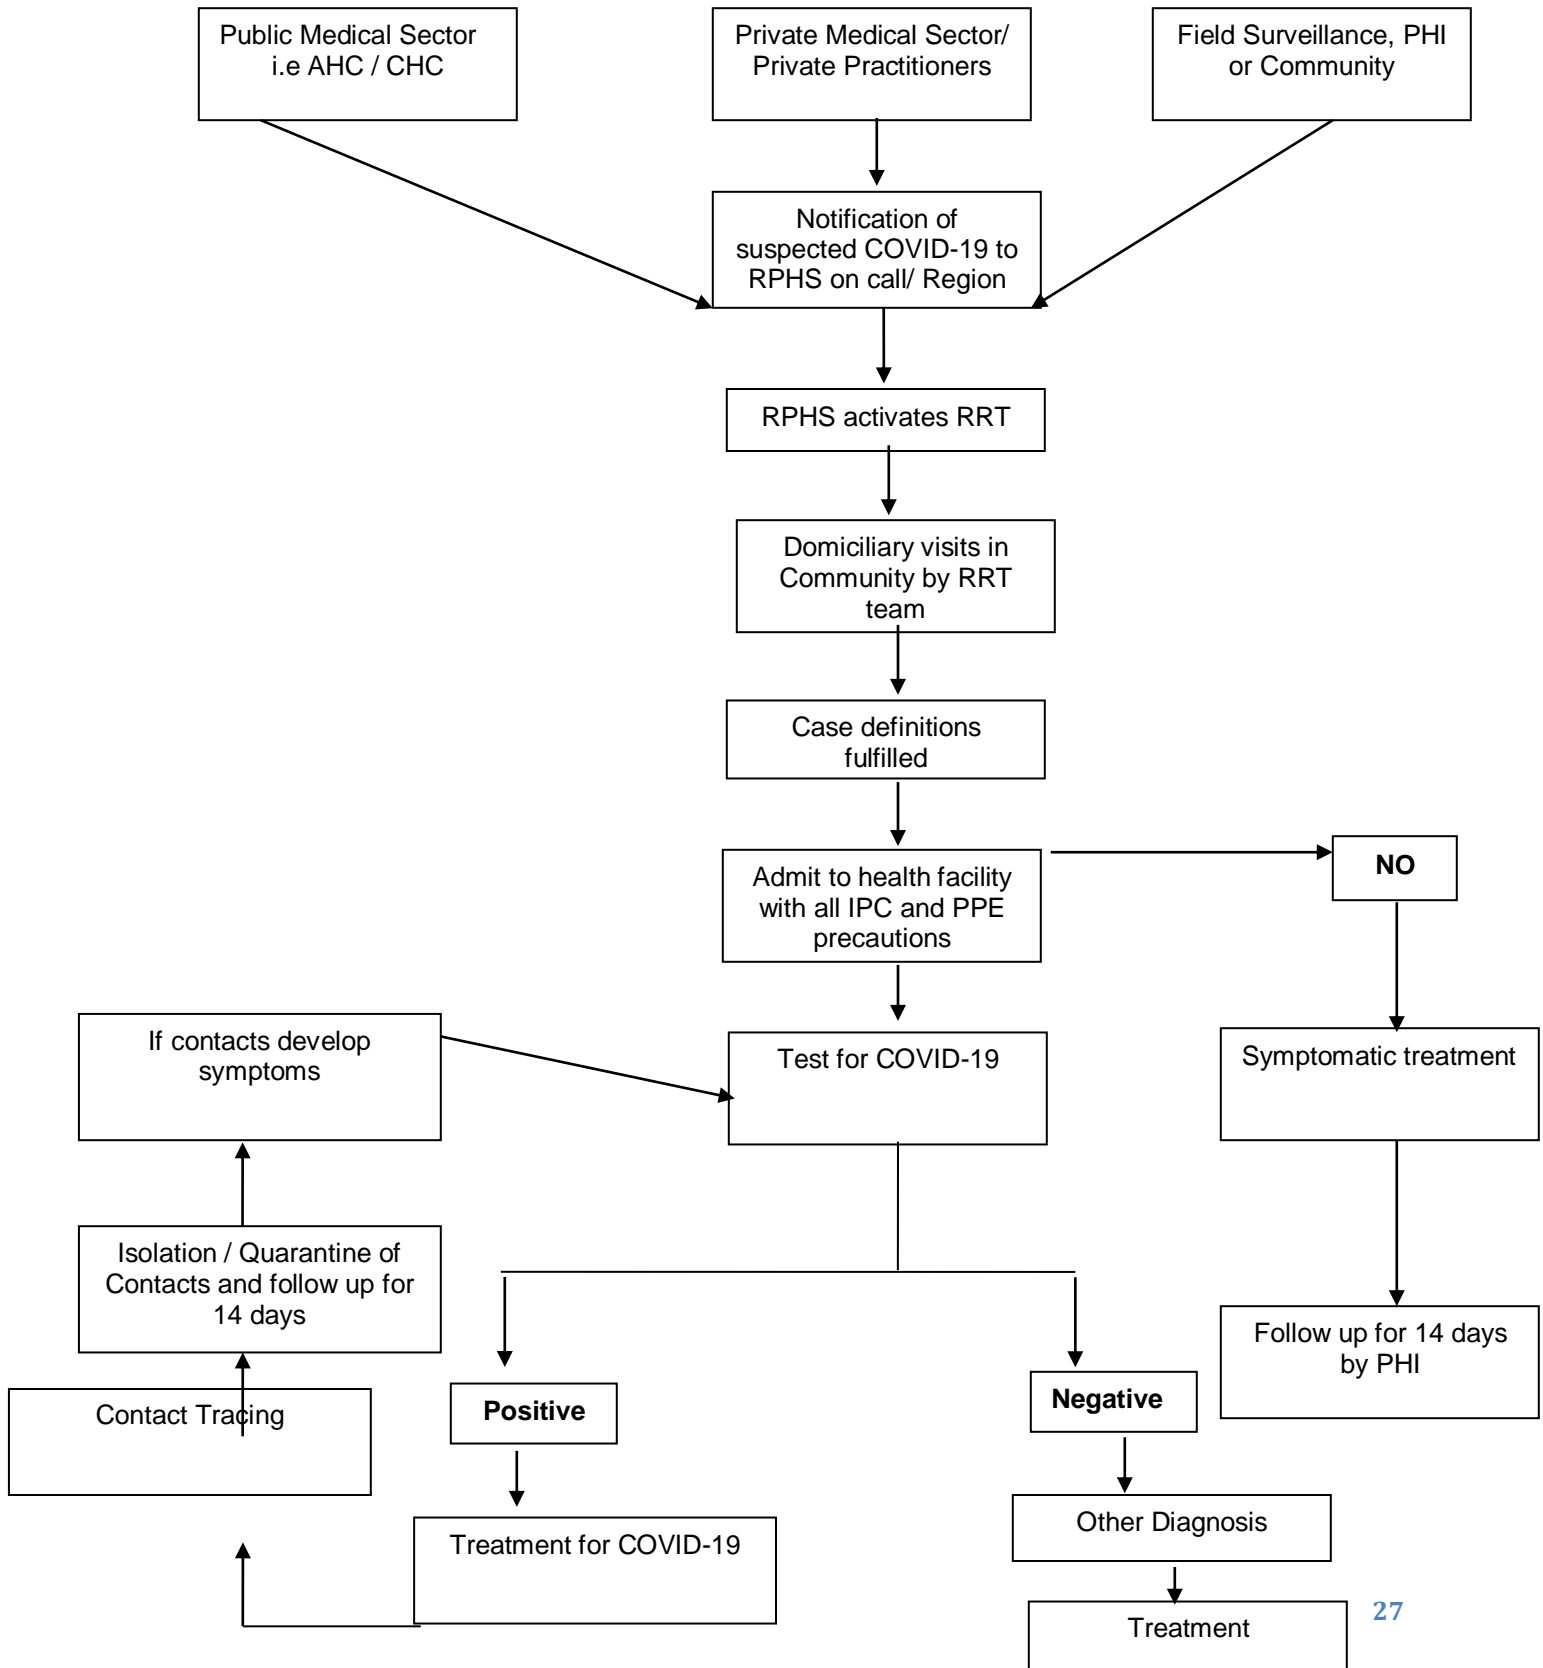 Public Medical Sector
i.e AHC / CHC
Private Medical Sector/
Private Practitioners
Field Surveillance, PHI
or Community
Notification of
suspected COVID-19 to
RPHS on call/ Region
RPHS activates RRT
Domiciliary visits in
Community by RRT
team
Case definitions
fulfilled
Admit to health facility
with all IPC and PPE
precautions
NO
If contacts develop
symptoms
Test for COVID-19
Symptomatic treatment
Isolation / Quarantine of
Contacts and follow up for
14 days
Follow up for 14 days
by PHI
Contact Tracing
Positive
Negative
Treatment for COVID-19
Other Diagnosis
Treatment
27